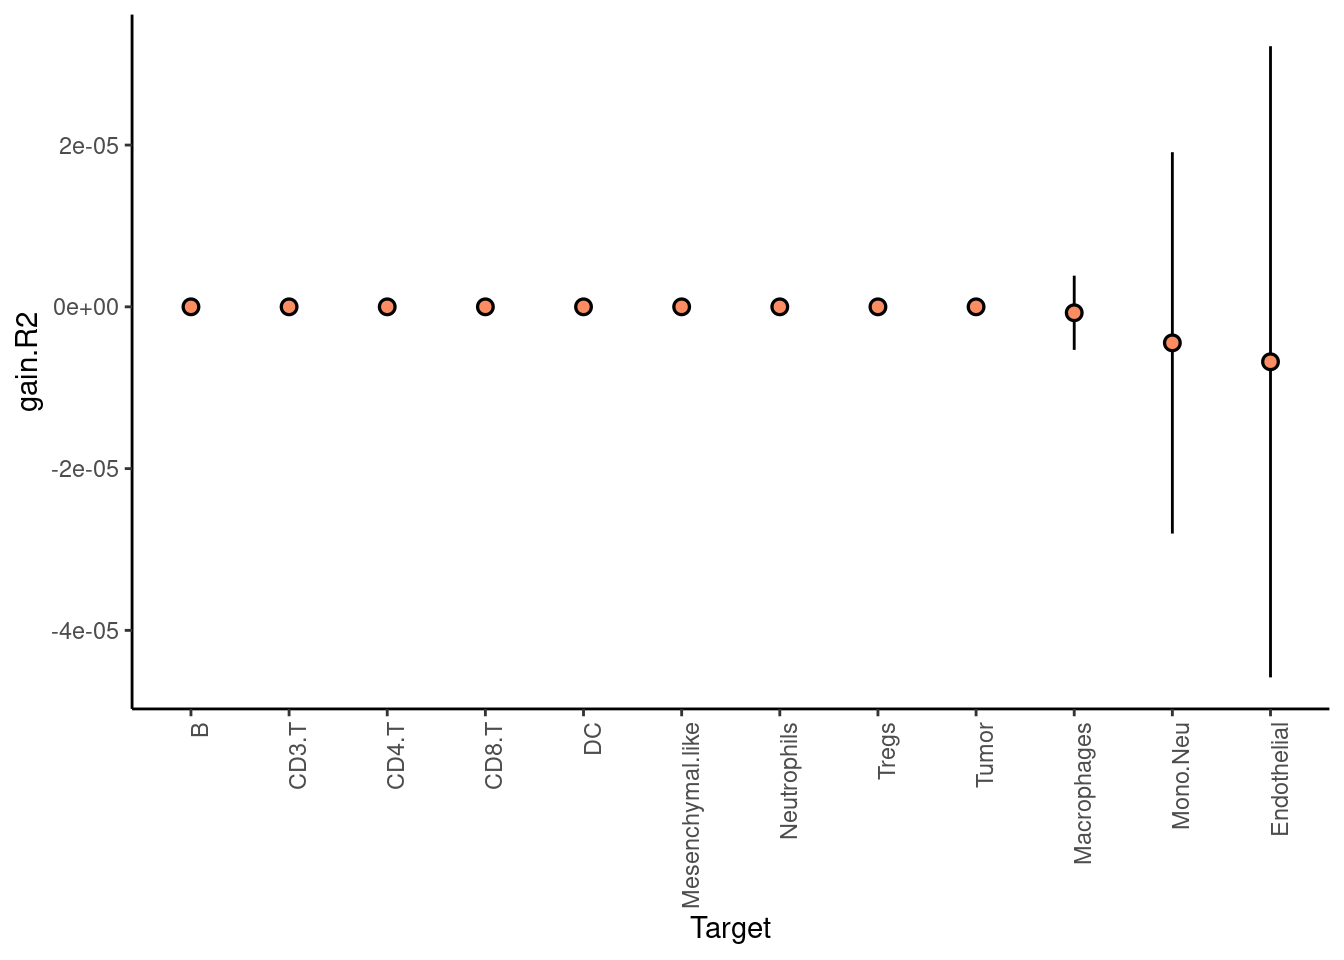 gain.R2
2e-05
0e+00
-2e-05
-4e-05
B
CD3.T
CD4.T
CD8.T
DC
Mesenchymal.like
Neutrophils
Tregs
Tumor
Macrophages
Mono.Neu
Endothelial
Target